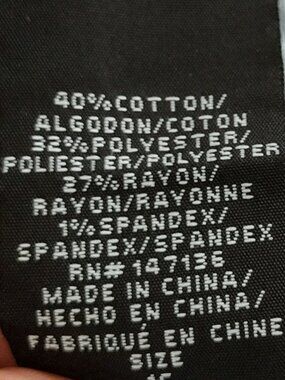 40%COTTON/
ALGODON/COTON
32%POLYESTER/
POLIESTER/POLYESTER
27%RAYON/
RAYON/RAYONNE
1%SPANDEX/
SPANDEX/SPANDEX
RN# 147136
MADE IN CHINA/
HECHO EN CHINA/
FABRIQUÉ EN CHINE
SIZE